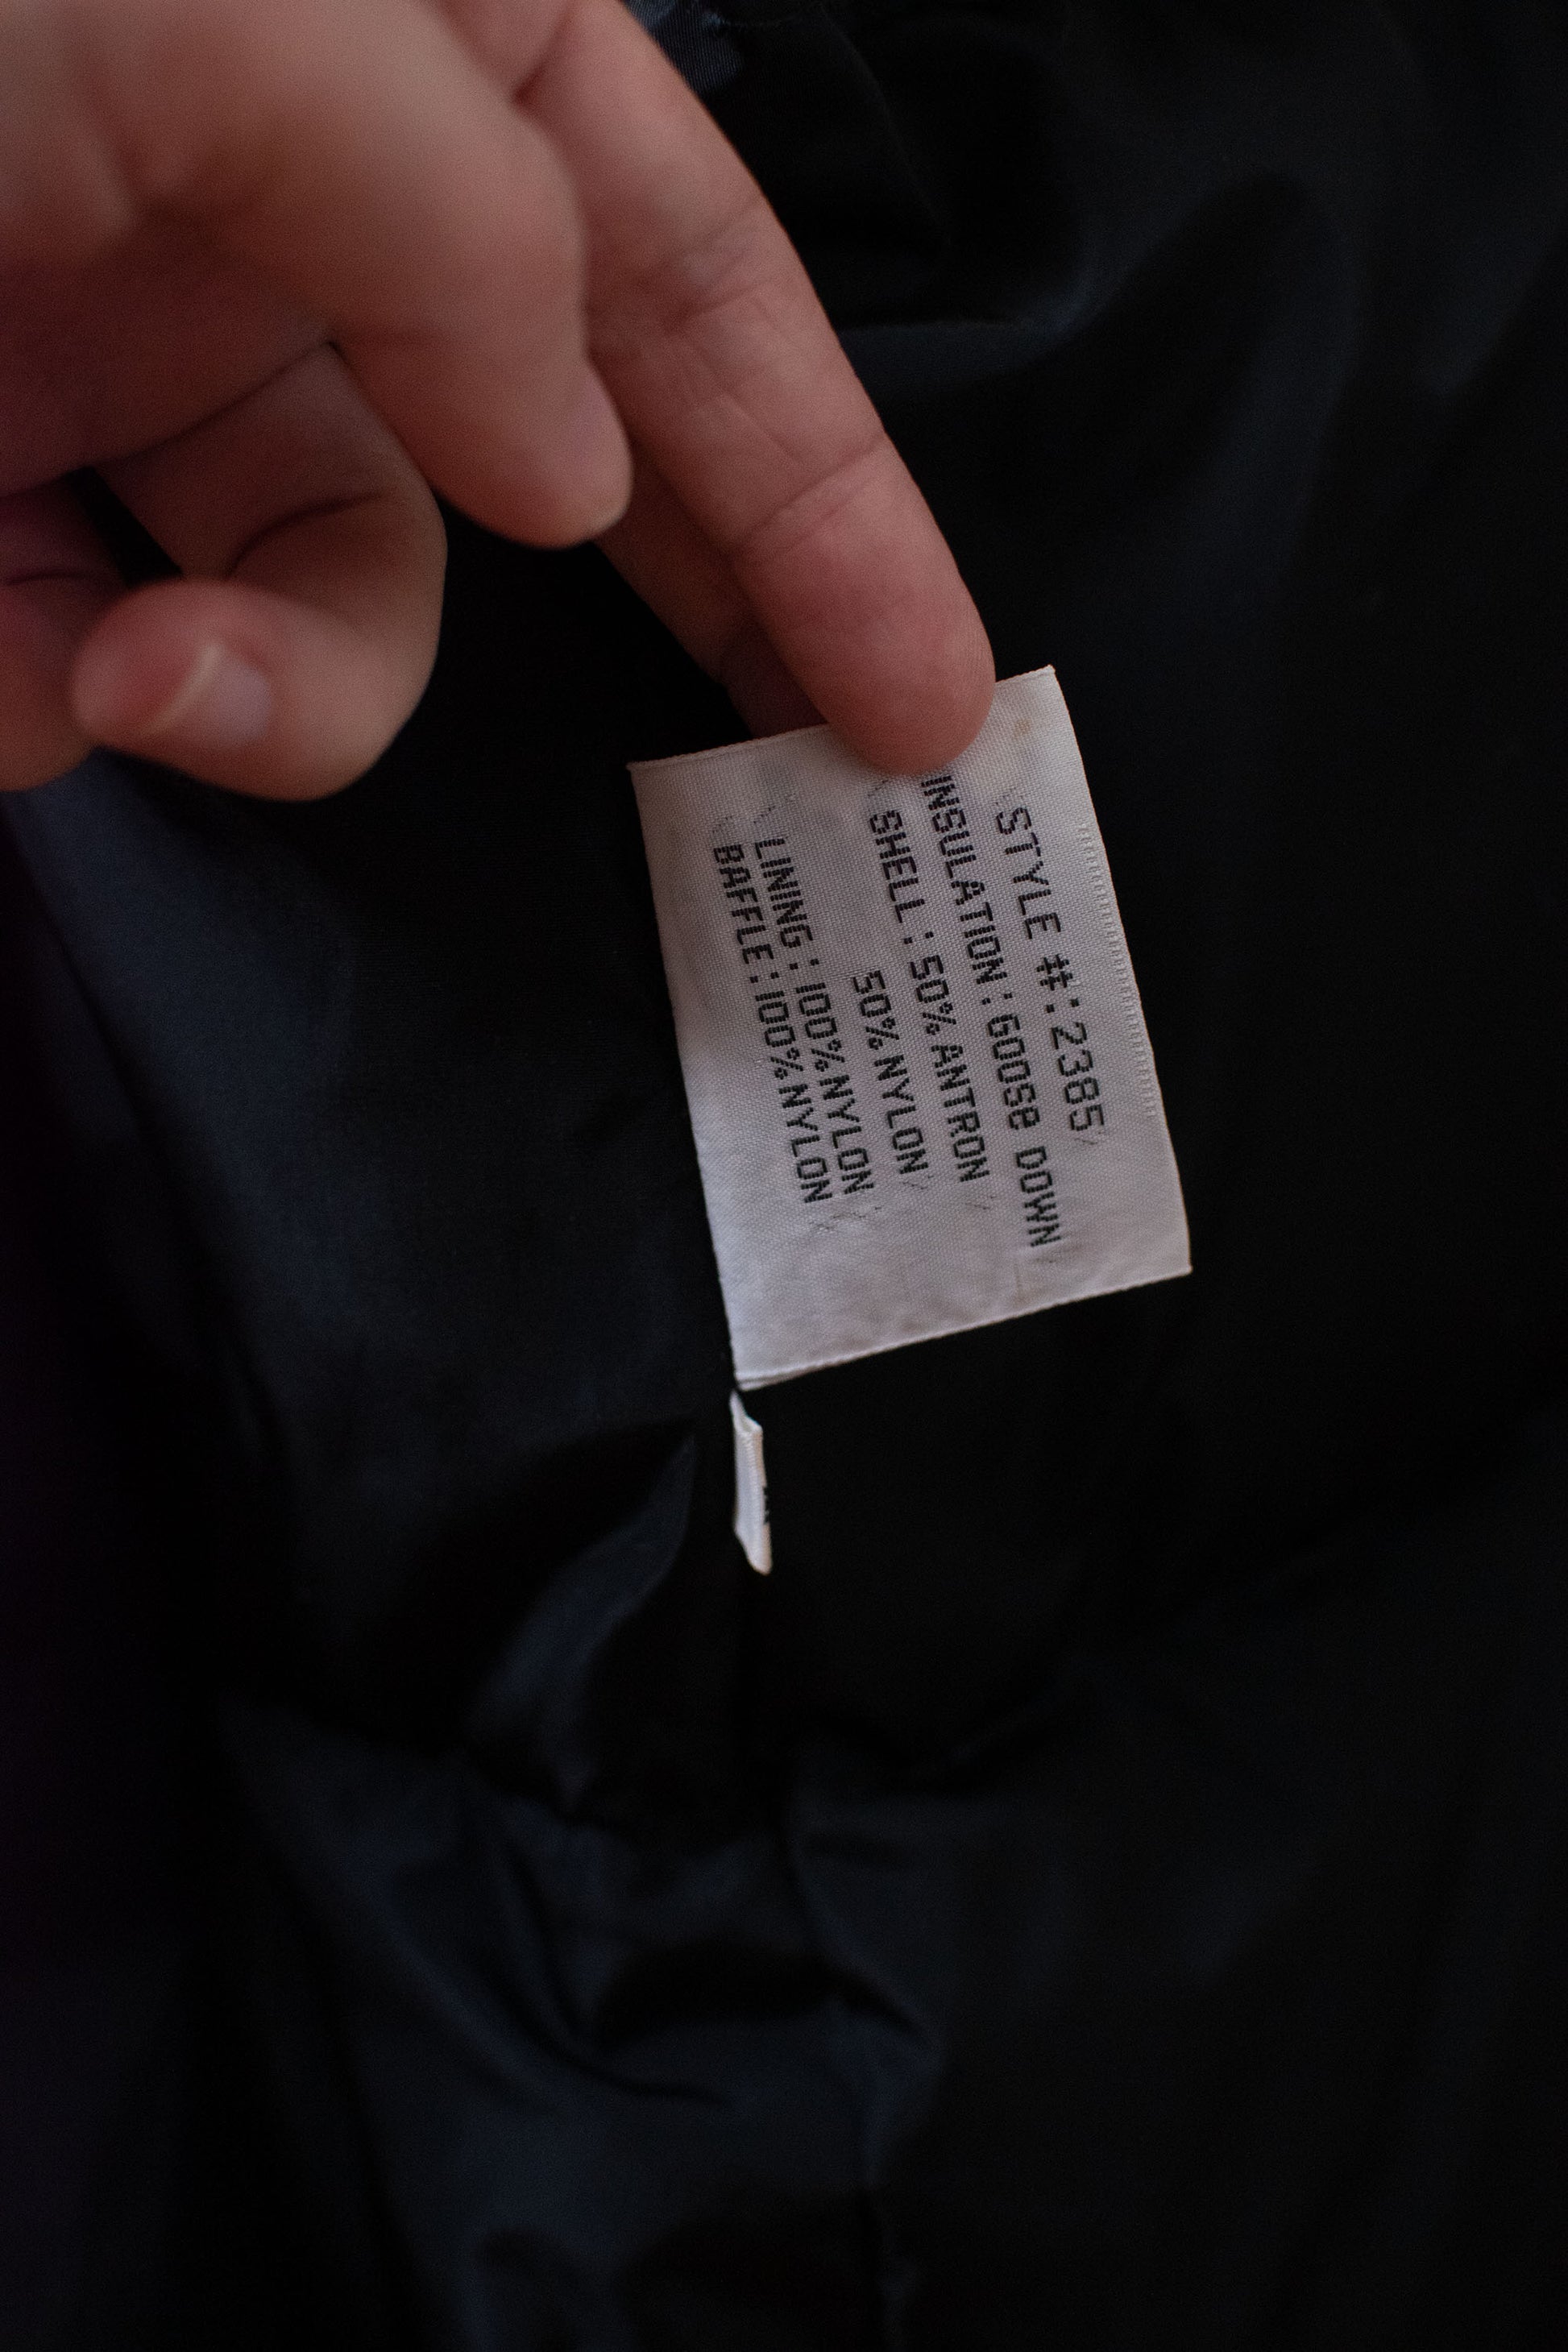 STYLE #: 2385
INSULATION : GOOSe DOWN
SHELL : 50% ANTRON
50% NYLON
LINING : 100% NYLON
BAFFLE : 100% NYLON